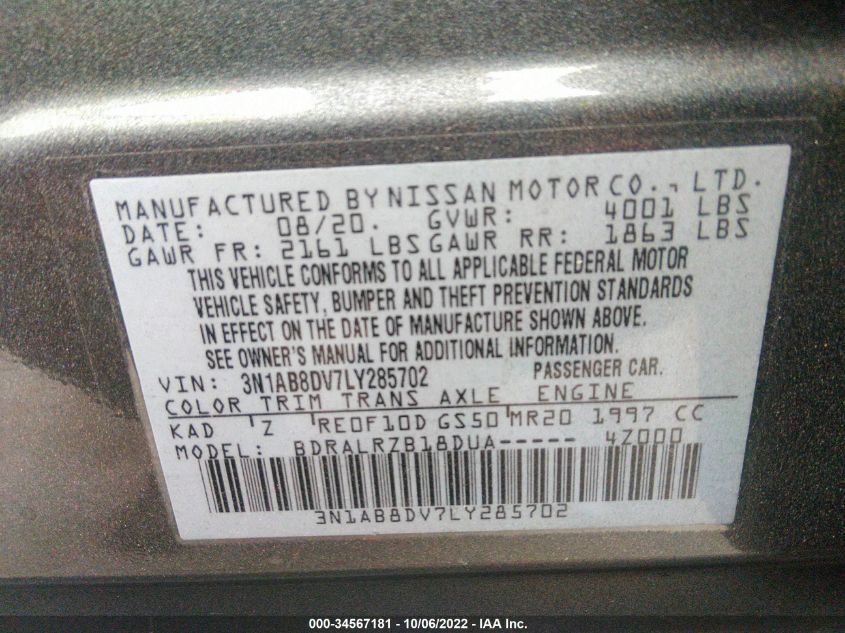 MANUFACTURED BY NISSAN MOTOR CO., LTD.
DATE: 08/20. GVWR: 4001 LBS
GAWR FR: 2161 LBS GAWR RR: 1863 LBS
THIS VEHICLE CONFORMS TO ALL APPLICABLE FEDERAL MOTOR
VEHICLE SAFETY, BUMPER AND THEFT PREVENTION STANDARDS
IN EFFECT ON THE DATE OF MANUFACTURE SHOWN ABOVE.
SEE OWNER'S MANUAL FOR ADDITIONAL INFORMATION.
VIN: 3N1AB8DV7LY285702 PASSENGER CAR.
COLOR TRIM TRANS AXLE ENGINE
KAD Z RE0F10D GS50 MR20 1997 CC
MODEL: BDRALRZB18DUA----- 4Z000
3N1AB8DV7LY285702
000-34567181 - 10/06/2022 - IAA Inc.